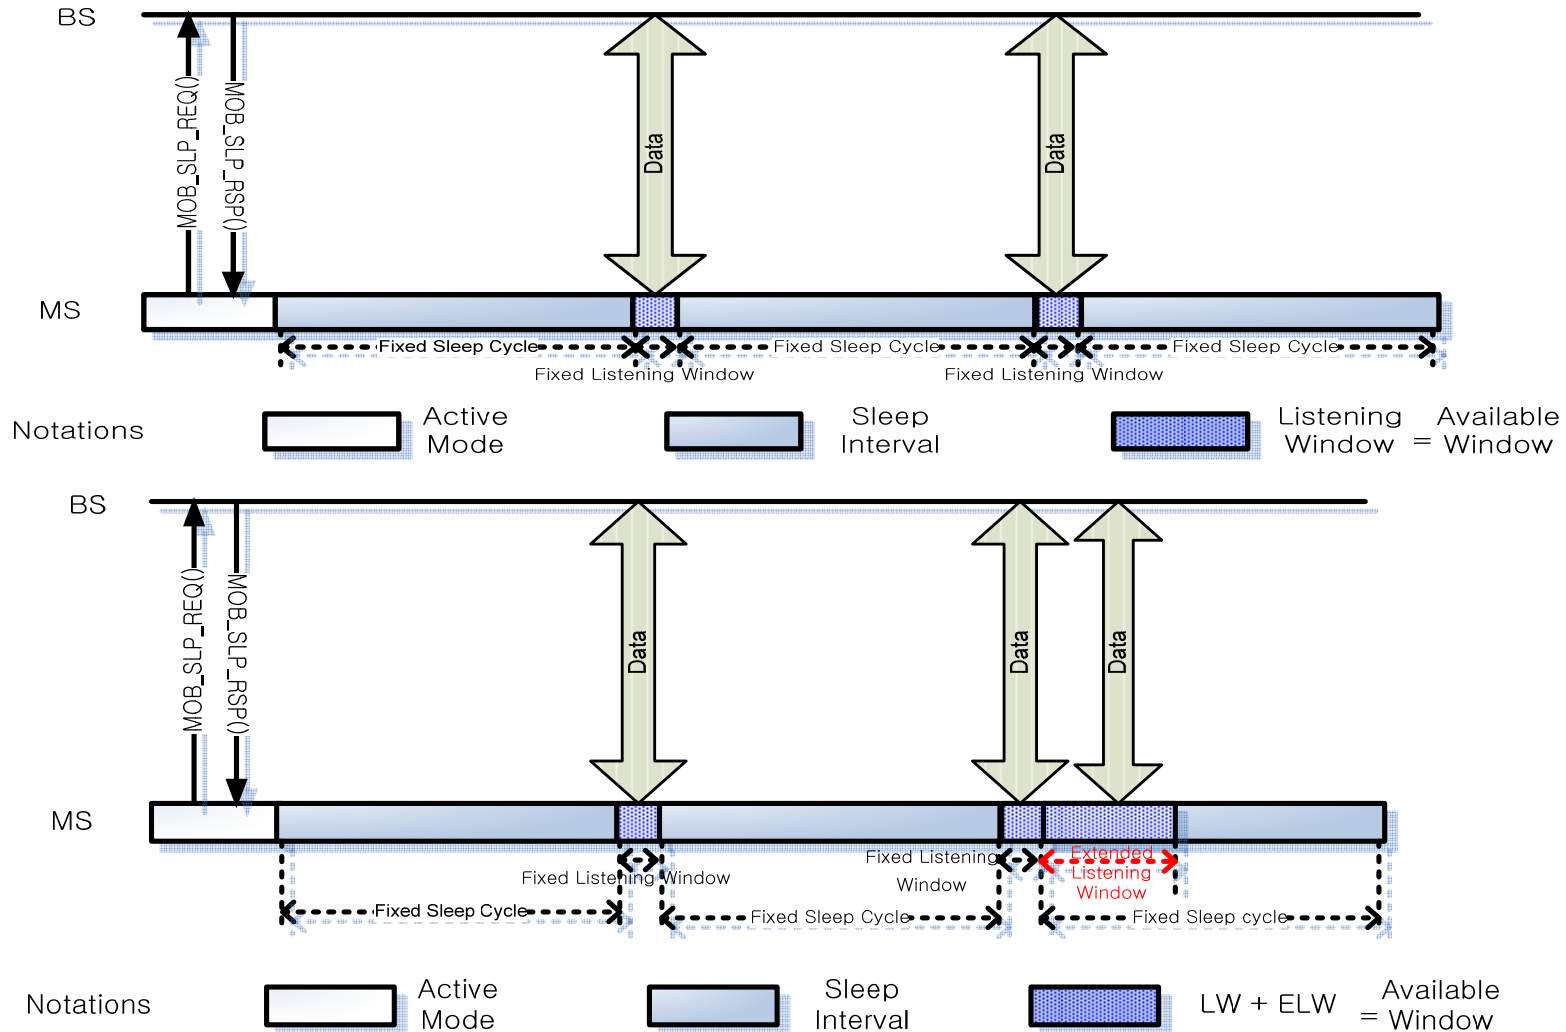 BS
MOB_SLP_REQ()
MOB_SLP_RSP()
Data
Data
MS
Fixed Sleep Cycle
Fixed Sleep Cycle
Fixed Sleep Cycle
Fixed Listening Window
Fixed Listening Window
Notations
Active
Mode
Sleep
Interval
Listening
Window
=
Available
Window
BS
MOB_SLP_REQ()
MOB_SLP_RSP()
Data
Data
Data
MS
Fixed Listening Window
Fixed Listening
Window
Extended
Listening
Window
Fixed Sleep Cycle
Fixed Sleep Cycle
Fixed Sleep cycle
Notations
Active
Mode
Sleep
Interval
LW + ELW
=
Available
Window